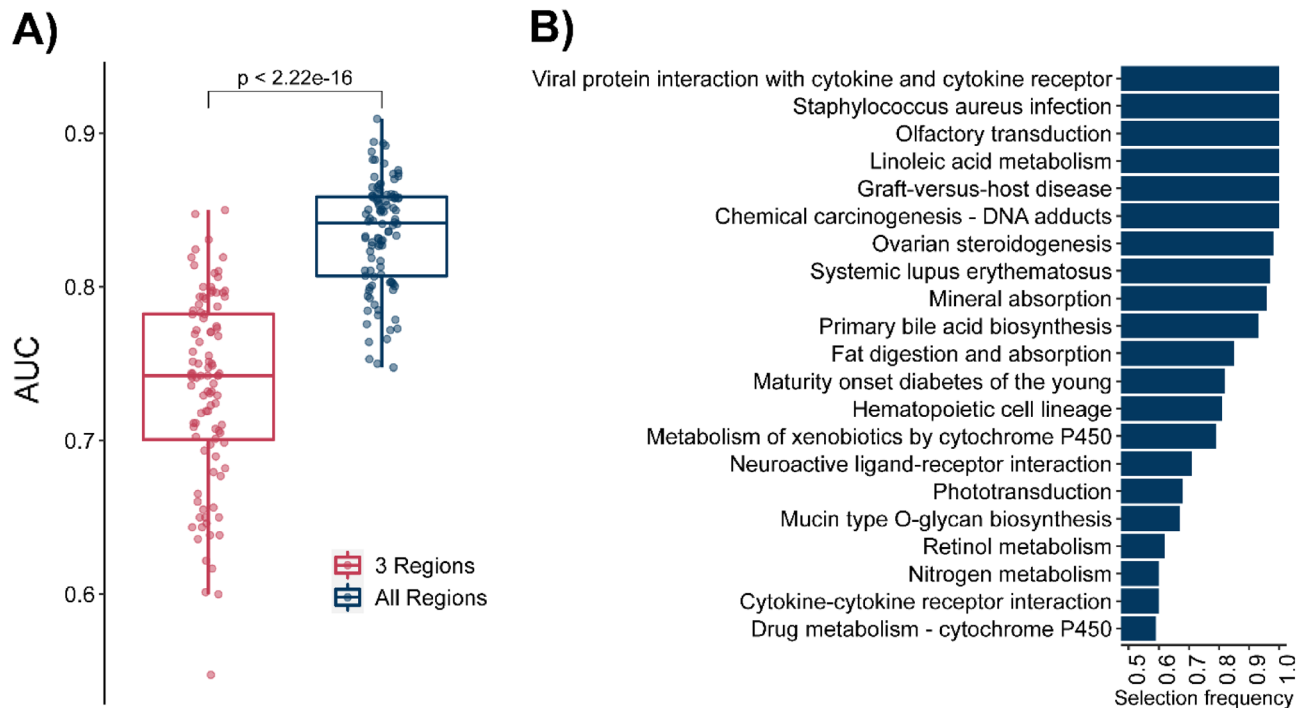 A)
p < 2.22e-16
0.9
0.8
0.7
0.6
AUC
3 Regions
All Regions
B)
Viral protein interaction with cytokine and cytokine receptor
Staphylococcus aureus infection
Olfactory transduction
Linoleic acid metabolism
Graft-versus-host disease
Chemical carcinogenesis - DNA adducts
Ovarian steroidogenesis
Systemic lupus erythematosus
Mineral absorption
Primary bile acid biosynthesis
Fat digestion and absorption
Maturity onset diabetes of the young
Hematopoietic cell lineage
Metabolism of xenobiotics by cytochrome P450
Neuroactive ligand-receptor interaction
Phototransduction
Mucin type O-glycan biosynthesis
Retinol metabolism
Nitrogen metabolism
Cytokine-cytokine receptor interaction
Drug metabolism - cytochrome P450
0.5
0.6
0.7
0.8
0.9
1.0
Selection frequency